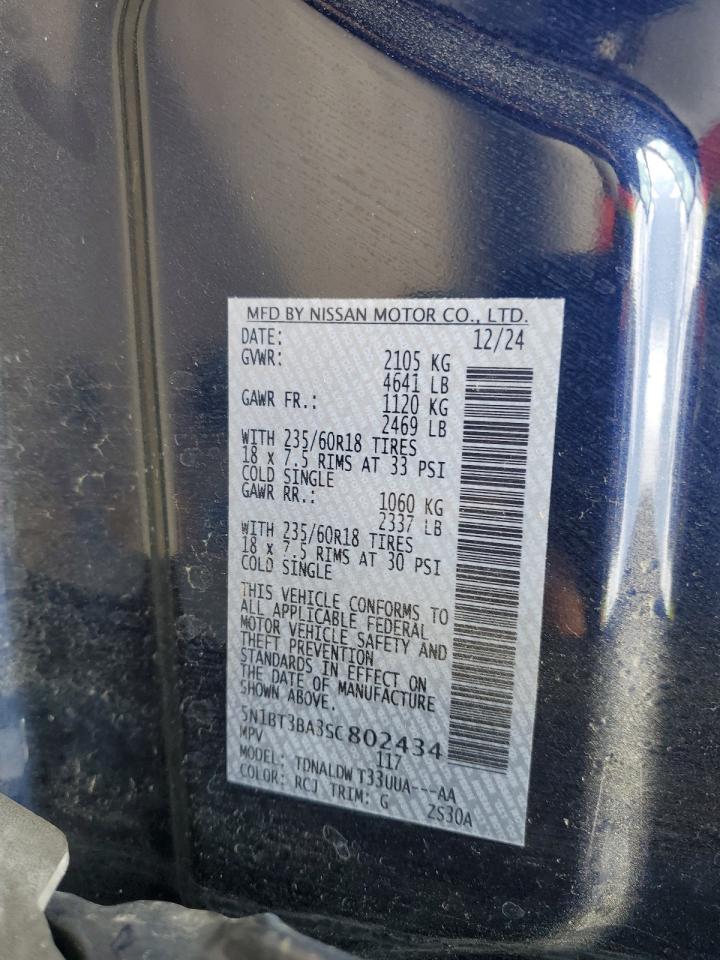 MFD BY NISSAN MOTOR CO., LTD.
DATE: 12/24
GVWR: 2105 KG
4641 LB
GAWR FR.: 1120 KG
2469 LB
WITH 235/60R18 TIRES
18 x 7.5 RIMS AT 33 PSI
COLD SINGLE
GAWR RR.: 1060 KG
2337 LB
WITH 235/60R18 TIRES
18 x 7.5 RIMS AT 30 PSI
COLD SINGLE
THIS VEHICLE CONFORMS TO
ALL APPLICABLE FEDERAL
MOTOR VEHICLE SAFETY AND
THEFT PREVENTION
STANDARDS IN EFFECT ON
THE DATE OF MANUFACTURE
SHOWN ABOVE.
5N1BT3BA3SC802434
MPV 117
MODEL: TDNALDW T33UUA---AA
COLOR: RCJ TRIM: G ZS30A